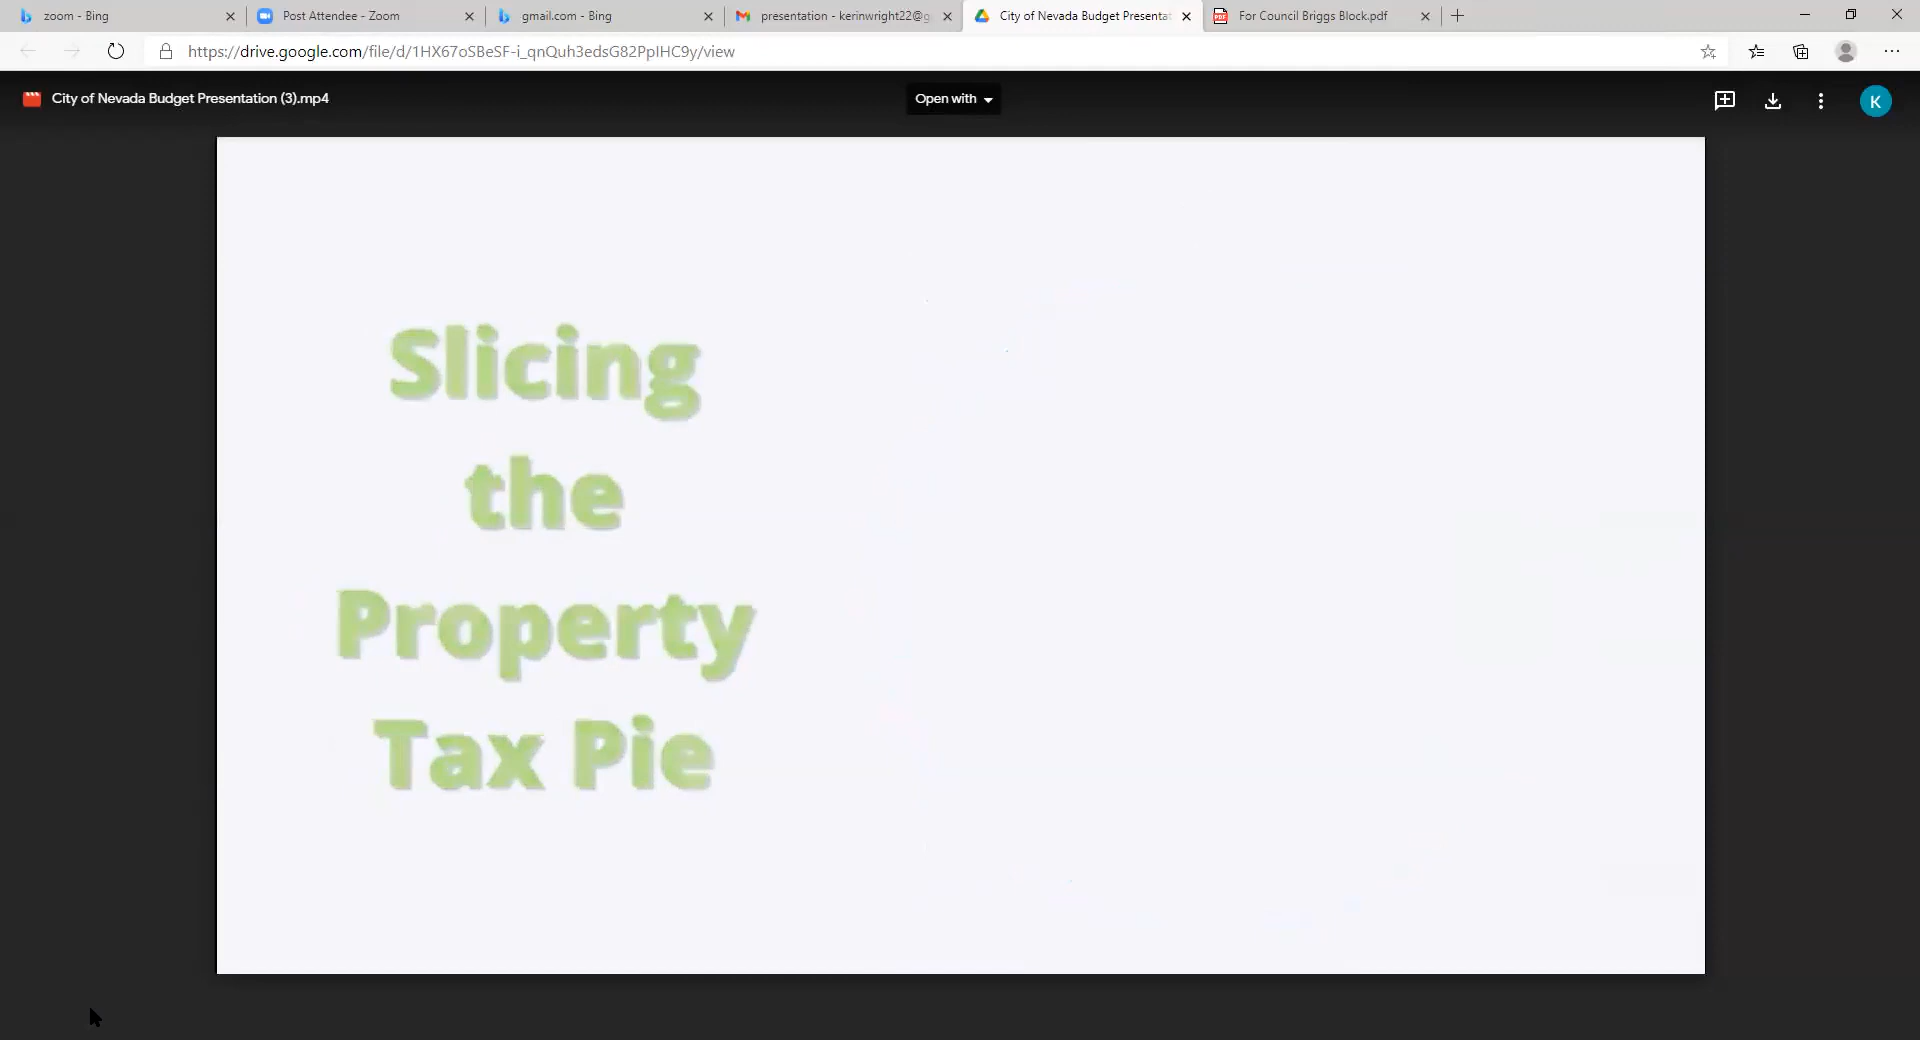 zoom - Bing
Post Attendee - Zoom
gmail.com - Bing
presentation - kerinwright22@g
City of Nevada Budget Presentat
For Council Briggs Block.pdf
https://drive.google.com/file/d/1HX67oSBeSF-i_qnQuh3edsG82PpIHC9y/view
City of Nevada Budget Presentation (3).mp4
Open with
K
Slicing
the
Property
Tax Pie